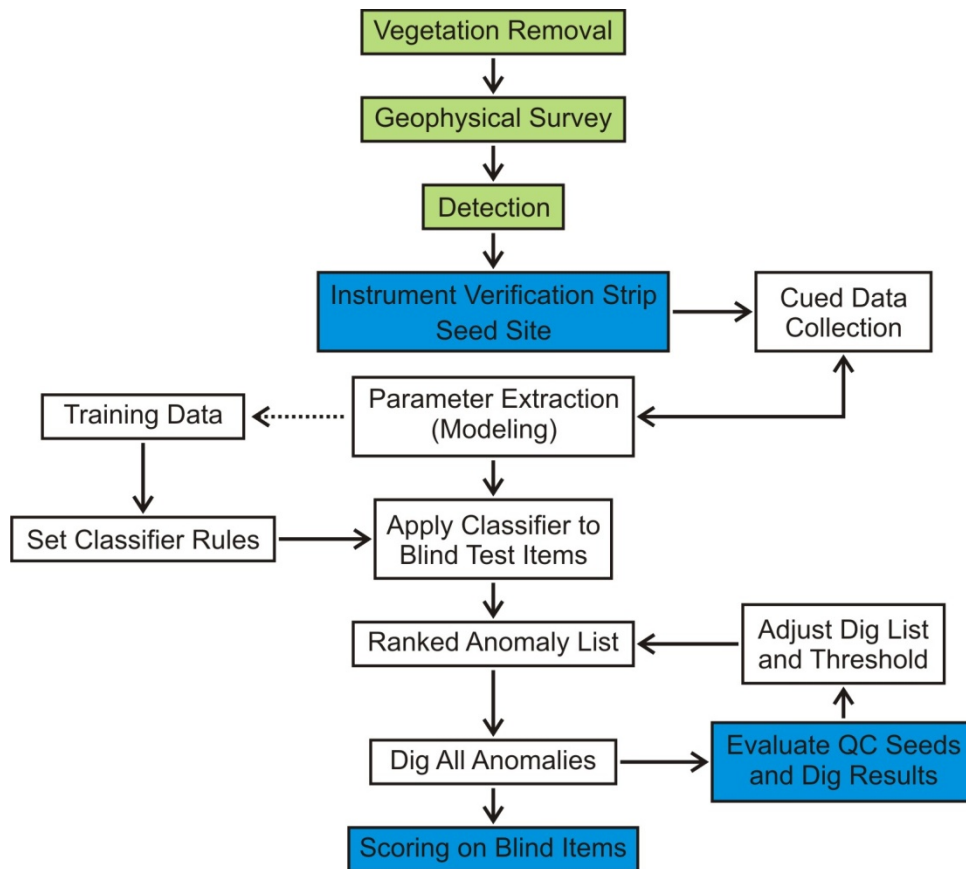 Vegetation Removal
Geophysical Survey
Detection
Instrument Verification Strip
Seed Site
Cued Data
Collection
Parameter Extraction
(Modeling)
Training Data
Set Classifier Rules
Apply Classifier to
Blind Test Items
Ranked Anomaly List
Adjust Dig List
and Threshold
Dig All Anomalies
Evaluate QC Seeds
and Dig Results
Scoring on Blind Items